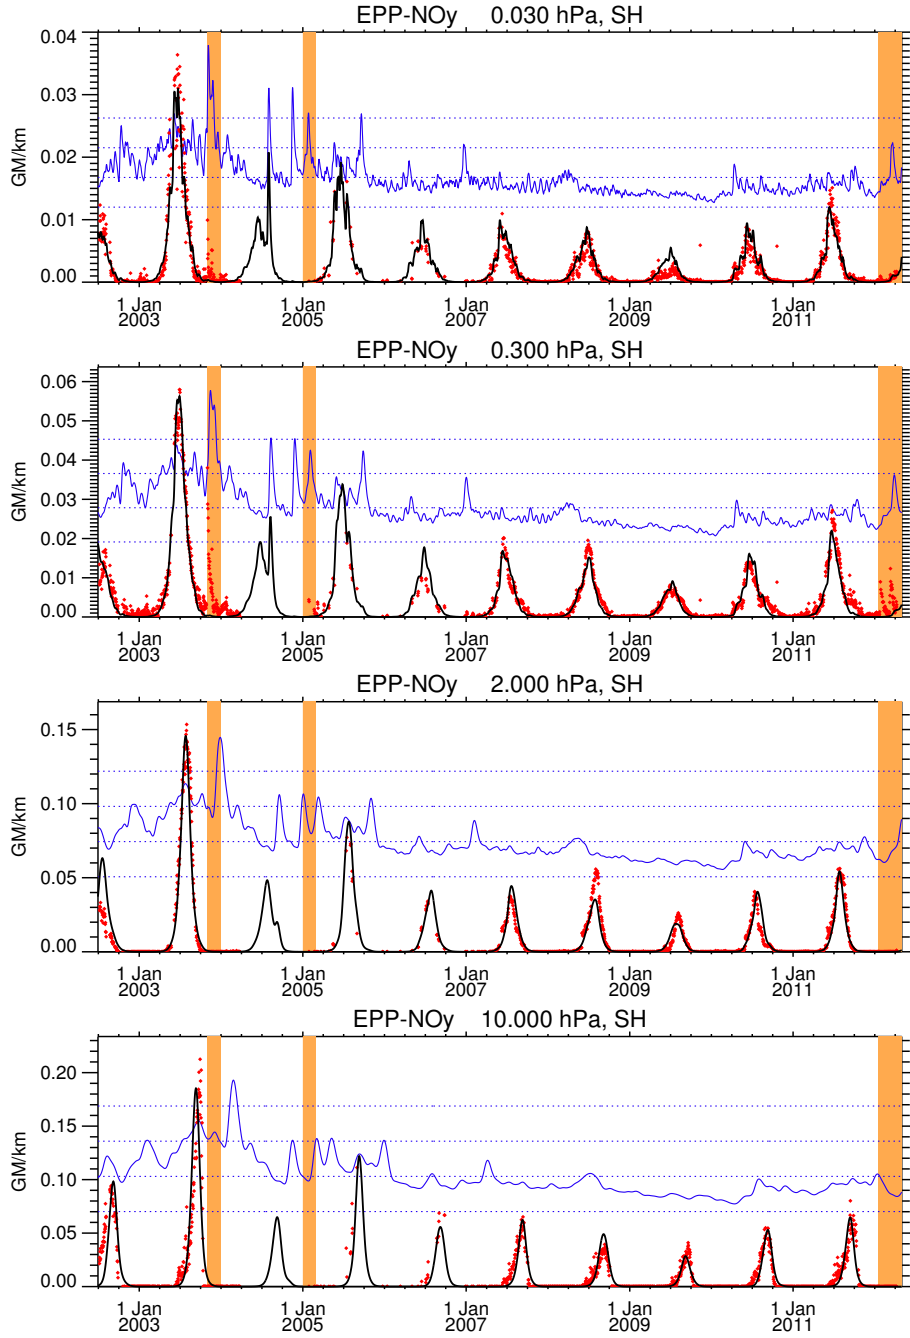 EPP-NOy 0.030 hPa, SH
0.04
0.03
0.02
0.01
0.00
GM/km
1 Jan 2003
1 Jan 2005
1 Jan 2007
1 Jan 2009
1 Jan 2011
EPP-NOy 0.300 hPa, SH
0.06
0.05
0.04
0.03
0.02
0.01
0.00
GM/km
1 Jan 2003
1 Jan 2005
1 Jan 2007
1 Jan 2009
1 Jan 2011
EPP-NOy 2.000 hPa, SH
0.15
0.10
0.05
0.00
GM/km
1 Jan 2003
1 Jan 2005
1 Jan 2007
1 Jan 2009
1 Jan 2011
EPP-NOy 10.000 hPa, SH
0.20
0.15
0.10
0.05
0.00
GM/km
1 Jan 2003
1 Jan 2005
1 Jan 2007
1 Jan 2009
1 Jan 2011